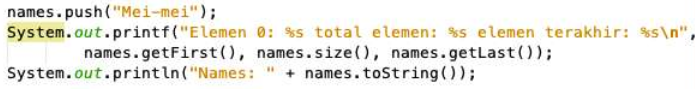 names.push("Mei-mei");
System.out.printf("Elemen 0: %s total elemen: %s elemen terakhir: %s\n",
names.getFirst(), names.size(), names.getLast());
System.out.println("Names: " + names.toString());